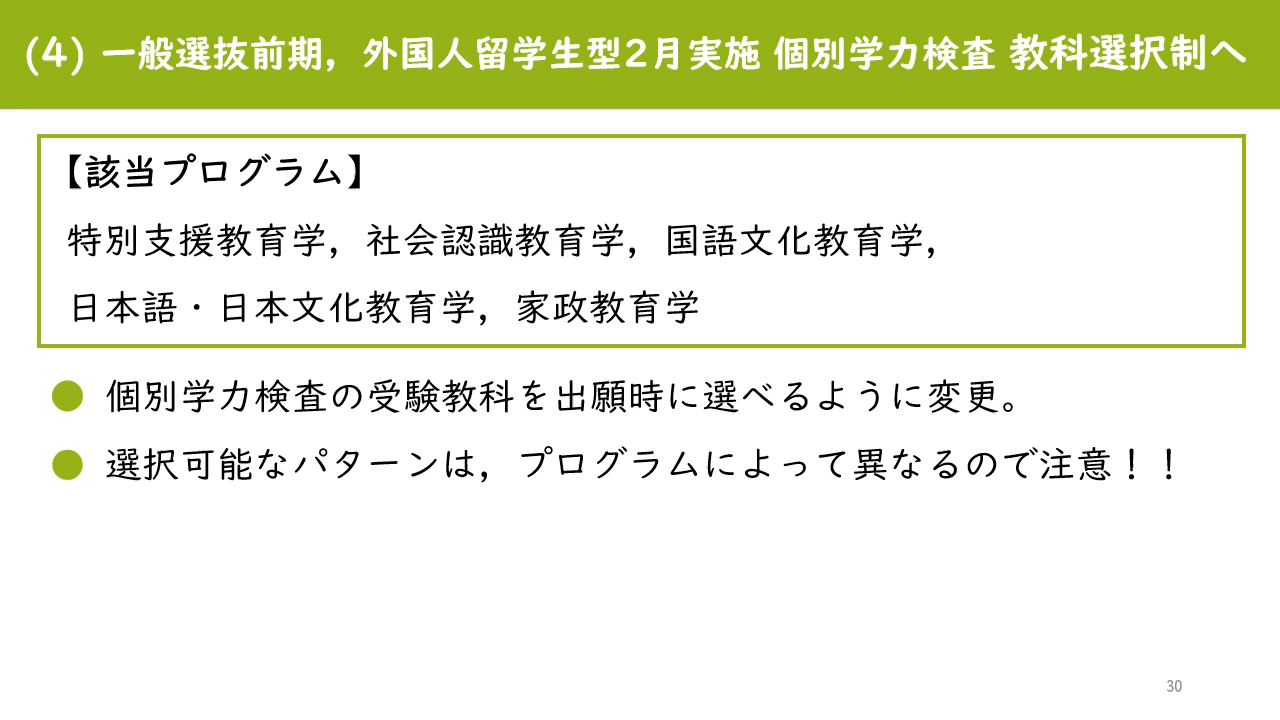 (4) 一般選抜前期，外国人留学生型2月実施 個別学力検査 教科選択制へ
【該当プログラム】
特別支援教育学，社会認識教育学，国語文化教育学，
日本語・日本文化教育学，家政教育学
● 個別学力検査の受験教科を出願時に選べるように変更。
● 選択可能なパターンは，プログラムによって異なるので注意！！
30